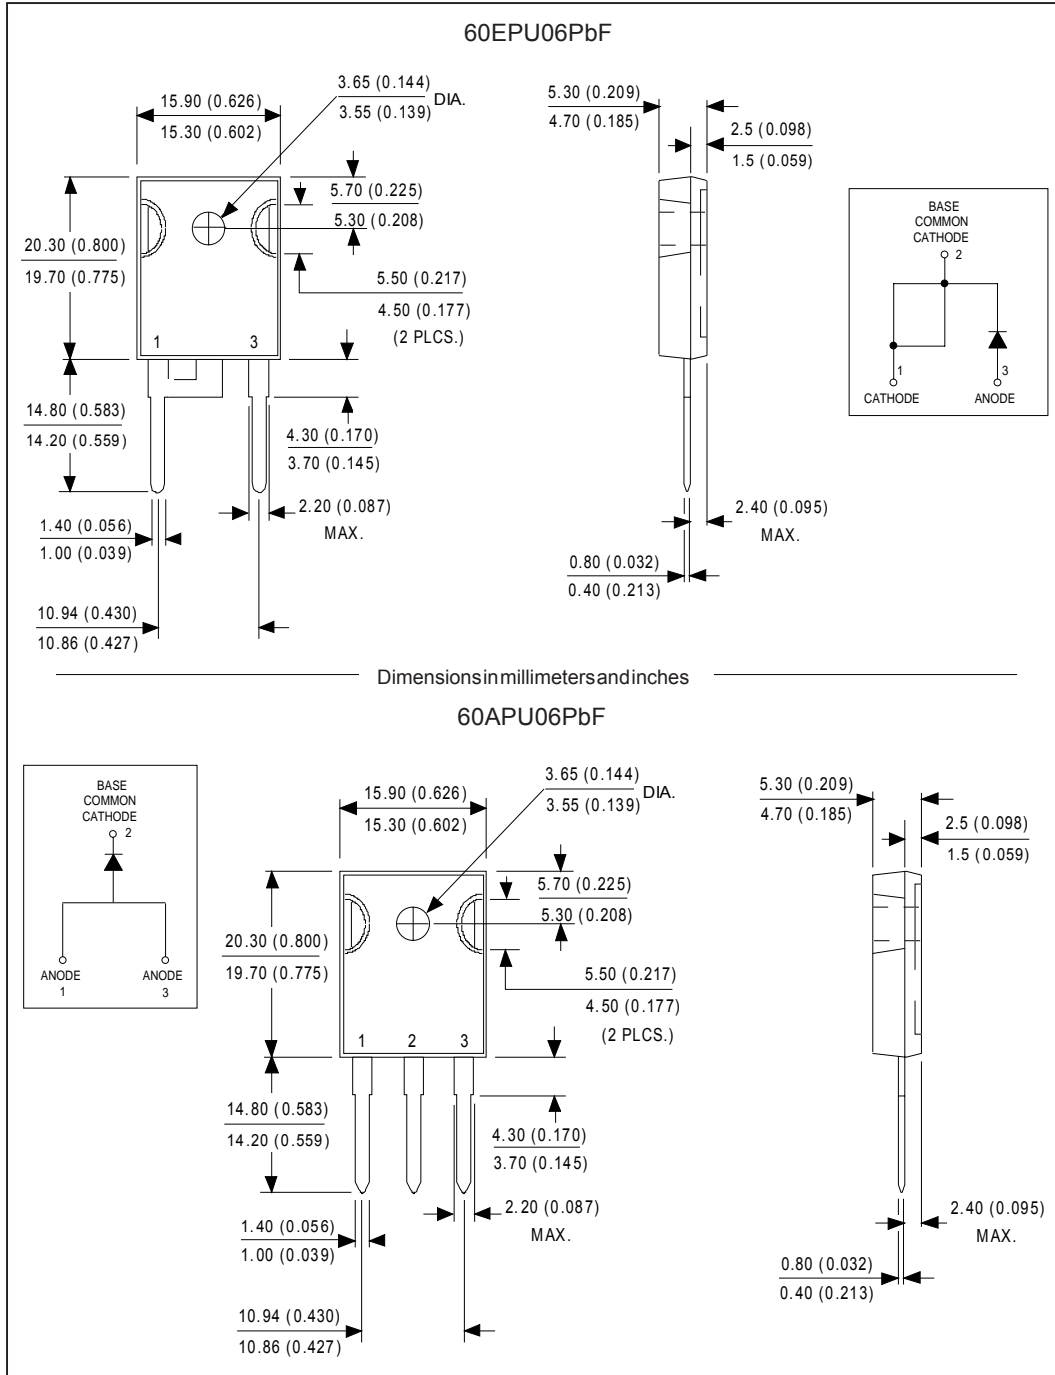 60EPU06PbF
3.65 (0.144)
3.55 (0.139)
DIA.
15.90 (0.626)
15.30 (0.602)
5.70 (0.225)
5.30 (0.208)
20.30 (0.800)
19.70 (0.775)
5.50 (0.217)
4.50 (0.177)
(2 PLCS.)
1
3
14.80 (0.583)
14.20 (0.559)
4.30 (0.170)
3.70 (0.145)
2.20 (0.087)
MAX.
1.40 (0.056)
1.00 (0.039)
10.94 (0.430)
10.86 (0.427)
5.30 (0.209)
4.70 (0.185)
2.5 (0.098)
1.5 (0.059)
2.40 (0.095)
MAX.
0.80 (0.032)
0.40 (0.213)
BASE
COMMON
CATHODE
2
1
3
CATHODE
ANODE
Dimensions in millimeters and inches
60APU06PbF
BASE
COMMON
CATHODE
2
ANODE
1
ANODE
3
3.65 (0.144)
3.55 (0.139)
DIA.
15.90 (0.626)
15.30 (0.602)
5.70 (0.225)
5.30 (0.208)
20.30 (0.800)
19.70 (0.775)
5.50 (0.217)
4.50 (0.177)
(2 PLCS.)
1 2 3
14.80 (0.583)
14.20 (0.559)
4.30 (0.170)
3.70 (0.145)
2.20 (0.087)
MAX.
1.40 (0.056)
1.00 (0.039)
10.94 (0.430)
10.86 (0.427)
5.30 (0.209)
4.70 (0.185)
2.5 (0.098)
1.5 (0.059)
2.40 (0.095)
MAX.
0.80 (0.032)
0.40 (0.213)